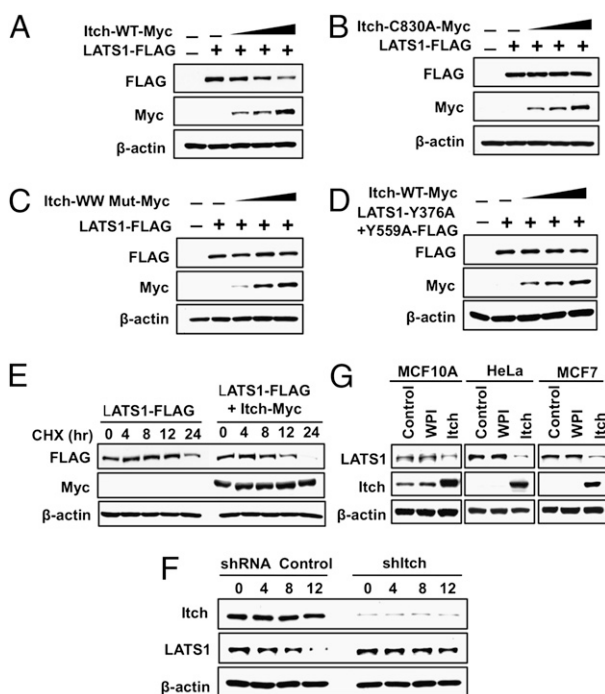 A
Itch-WT-Myc – –
LATS1-FLAG – + + + +
FLAG
Myc
β-actin
B
Itch-C830A-Myc – –
LATS1-FLAG – + + + +
FLAG
Myc
β-actin
C
Itch-WW Mut-Myc – –
LATS1-FLAG – + + + +
FLAG
Myc
β-actin
D
Itch-WT-Myc – –
LATS1-Y376A
+Y559A-FLAG – + + + +
FLAG
Myc
β-actin
E
LATS1-FLAG
LATS1-FLAG
+ Itch-Myc
CHX (hr) 0 4 8 12 24 0 4 8 12 24
FLAG
Myc
β-actin
G
MCF10A HeLa MCF7
Control WPI Itch Control WPI Itch Control WPI Itch
LATS1
Itch
β-actin
F
shRNA Control shItch
0 4 8 12 0 4 8 12
Itch
LATS1
β-actin